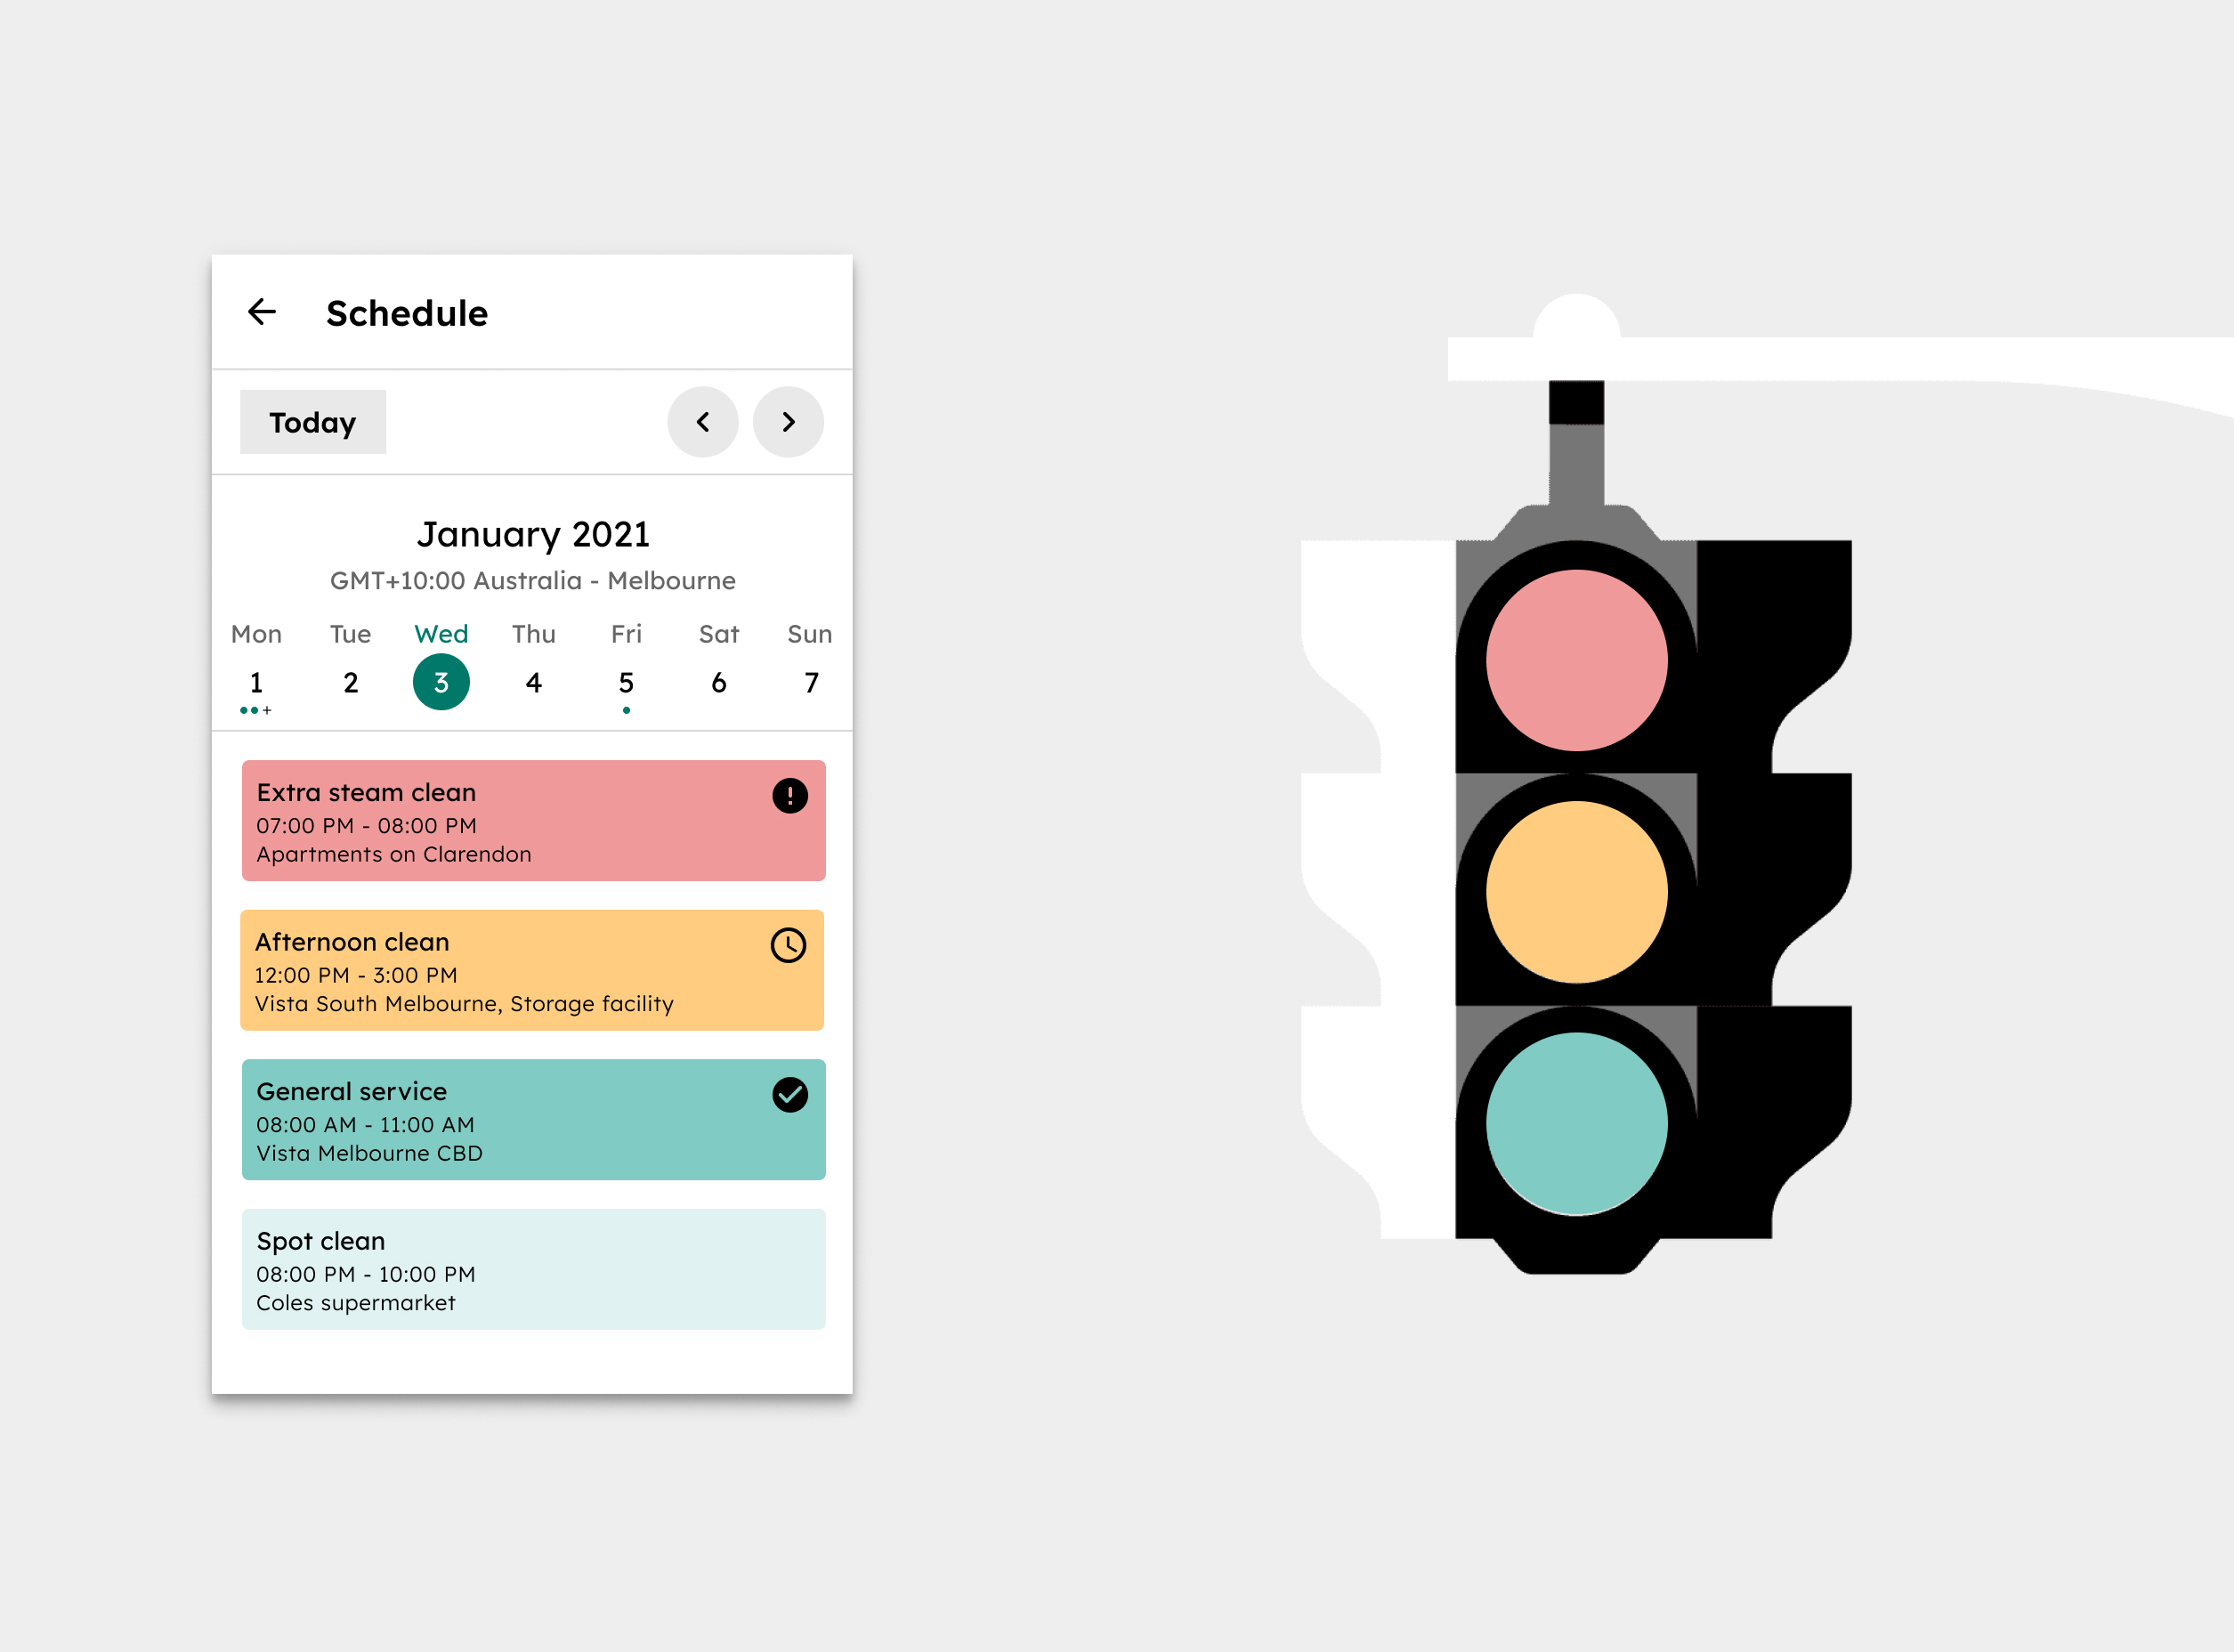 Schedule
Today
January 2021
GMT+10:00 Australia - Melbourne
Mon Tue Wed Thu Fri Sat Sun
1 2 3 4 5 6 7
+
Extra steam clean
07:00 PM - 08:00 PM
Apartments on Clarendon
Afternoon clean
12:00 PM - 3:00 PM
Vista South Melbourne, Storage facility
General service
08:00 AM - 11:00 AM
Vista Melbourne CBD
Spot clean
08:00 PM - 10:00 PM
Coles supermarket